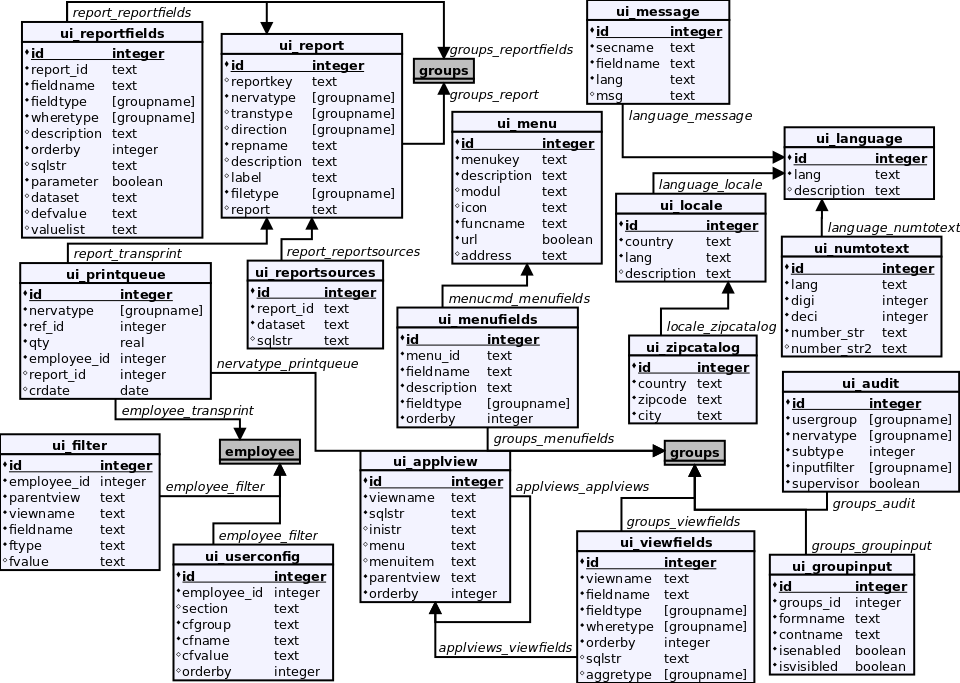 report_reportfields
ui_reportfields
id integer
report_id text
fieldname text
fieldtype [groupname]
wheretype [groupname]
description text
orderby integer
sqlstr text
parameter boolean
dataset text
defvalue text
valuelist text
ui_report
id integer
reportkey text
nervatype [groupname]
transtype [groupname]
direction [groupname]
repname text
description text
label text
filetype [groupname]
report text
groups_reportfields
groups
groups_report
ui_message
id integer
secname text
fieldname text
lang text
msg text
language_message
ui_menu
id integer
menukey text
description text
modul text
icon text
funcname text
url boolean
address text
ui_language
id integer
lang text
description text
language_locale
ui_locale
id integer
country text
lang text
description text
language_numtotext
ui_numtotext
id integer
lang text
digi integer
deci integer
number_str text
number_str2 text
report_transprint
ui_printqueue
id integer
nervatype [groupname]
ref_id integer
qty real
employee_id integer
report_id integer
crdate date
report_reportsources
ui_reportsources
id integer
report_id text
dataset text
sqlstr text
menucmd_menufields
ui_menufields
id integer
menu_id text
fieldname text
description text
fieldtype [groupname]
orderby integer
locale_zipcatalog
ui_zipcatalog
id integer
country text
zipcode text
city text
nervatype_printqueue
ui_audit
id integer
usergroup [groupname]
nervatype [groupname]
subtype integer
inputfilter [groupname]
supervisor boolean
groups_audit
employee_transprint
employee
groups_menufields
groups
ui_filter
id integer
employee_id integer
parentview text
viewname text
fieldname text
ftype text
fvalue text
employee_filter
employee_filter
ui_userconfig
id integer
employee_id integer
section text
cfgroup text
cfname text
cfvalue text
orderby integer
ui_applview
id integer
viewname text
sqlstr text
inistr text
menu text
menuitem text
parentview text
orderby integer
applviews_applviews
applviews_viewfields
groups_viewfields
ui_viewfields
id integer
viewname text
fieldname text
fieldtype [groupname]
wheretype [groupname]
orderby integer
sqlstr text
aggretype [groupname]
groups_groupinput
ui_groupinput
id integer
groups_id integer
formname text
contname text
isenabled boolean
isvisibled boolean